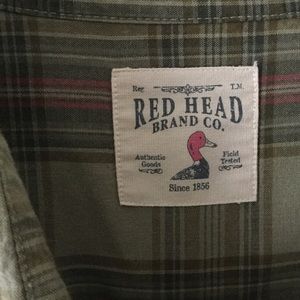 Reg T.M.
RED HEAD
BRAND CO.
Authentic Field
Goods Tested
Since 1856